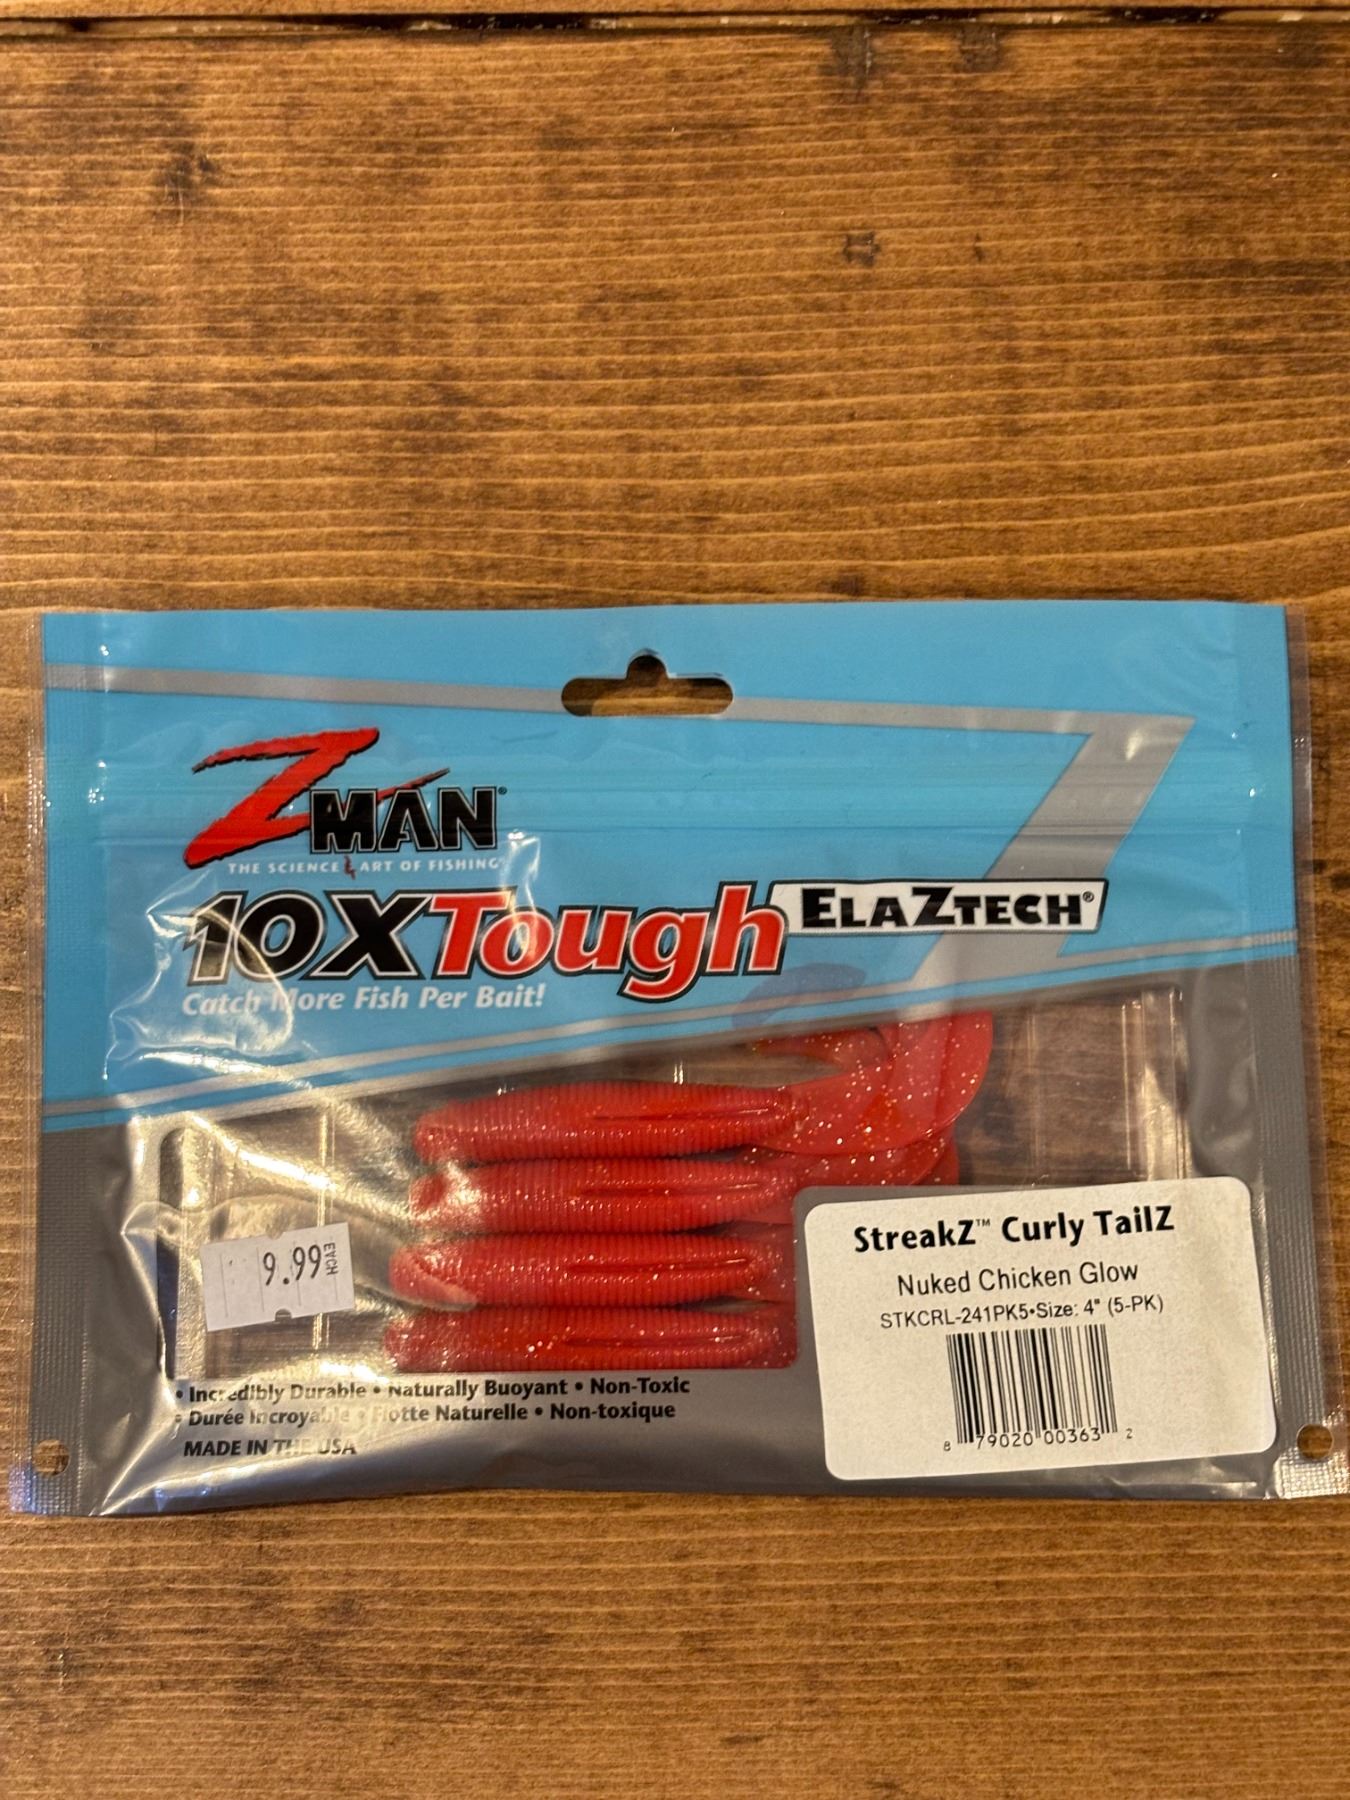 ZMAN®
THE SCIENCE & ART OF FISHING®
10X Tough ELAZTECH®
Catch More Fish Per Bait!
9.99 EACH
StreakZ™ Curly TailZ
Nuked Chicken Glow
STKCRL-241PK5•Size: 4" (5-PK)
8 79020 00363 2
• Incredibly Durable • Naturally Buoyant • Non-Toxic
• Durée Incroyable • Flotte Naturelle • Non-toxique
MADE IN THE USA